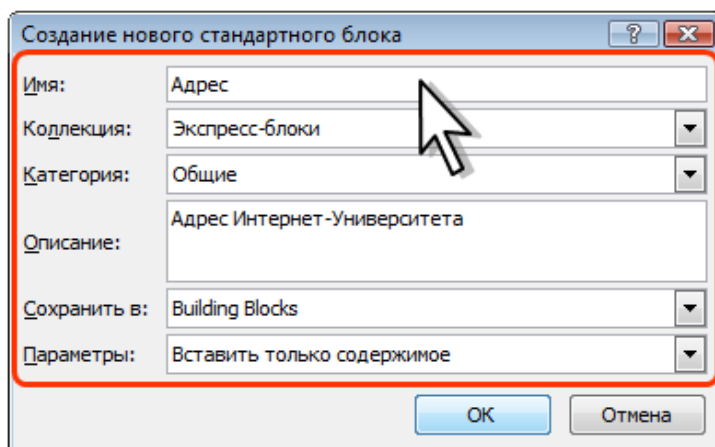 Создание нового стандартного блока
Имя: Адрес
Коллекция: Экспресс-блоки
Категория: Общие
Описание: Адрес Интернет-Университета
Сохранить в: Building Blocks
Параметры: Вставить только содержимое
ОК Отмена